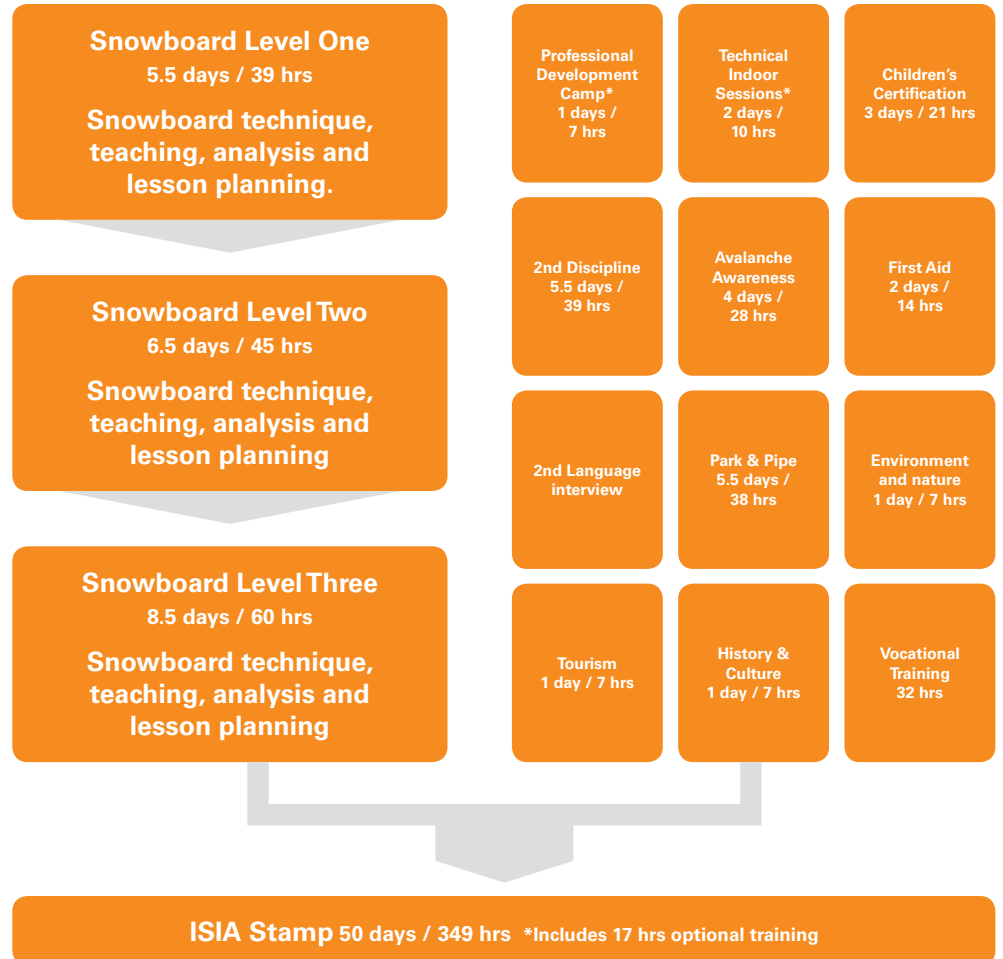 Snowboard Level One
5.5 days / 39 hrs
Snowboard technique,
teaching, analysis and
lesson planning.
Snowboard Level Two
6.5 days / 45 hrs
Snowboard technique,
teaching, analysis and
lesson planning
Snowboard Level Three
8.5 days / 60 hrs
Snowboard technique,
teaching, analysis and
lesson planning
Professional
Development
Camp*
1 days /
7 hrs
Technical
Indoor
Sessions*
2 days /
10 hrs
Children's
Certification
3 days / 21 hrs
2nd Discipline
5.5 days /
39 hrs
Avalanche
Awareness
4 days /
28 hrs
First Aid
2 days /
14 hrs
2nd Language
interview
Park & Pipe
5.5 days /
38 hrs
Environment
and nature
1 day / 7 hrs
Tourism
1 day / 7 hrs
History &
Culture
1 day / 7 hrs
Vocational
Training
32 hrs
ISIA Stamp 50 days / 349 hrs *Includes 17 hrs optional training